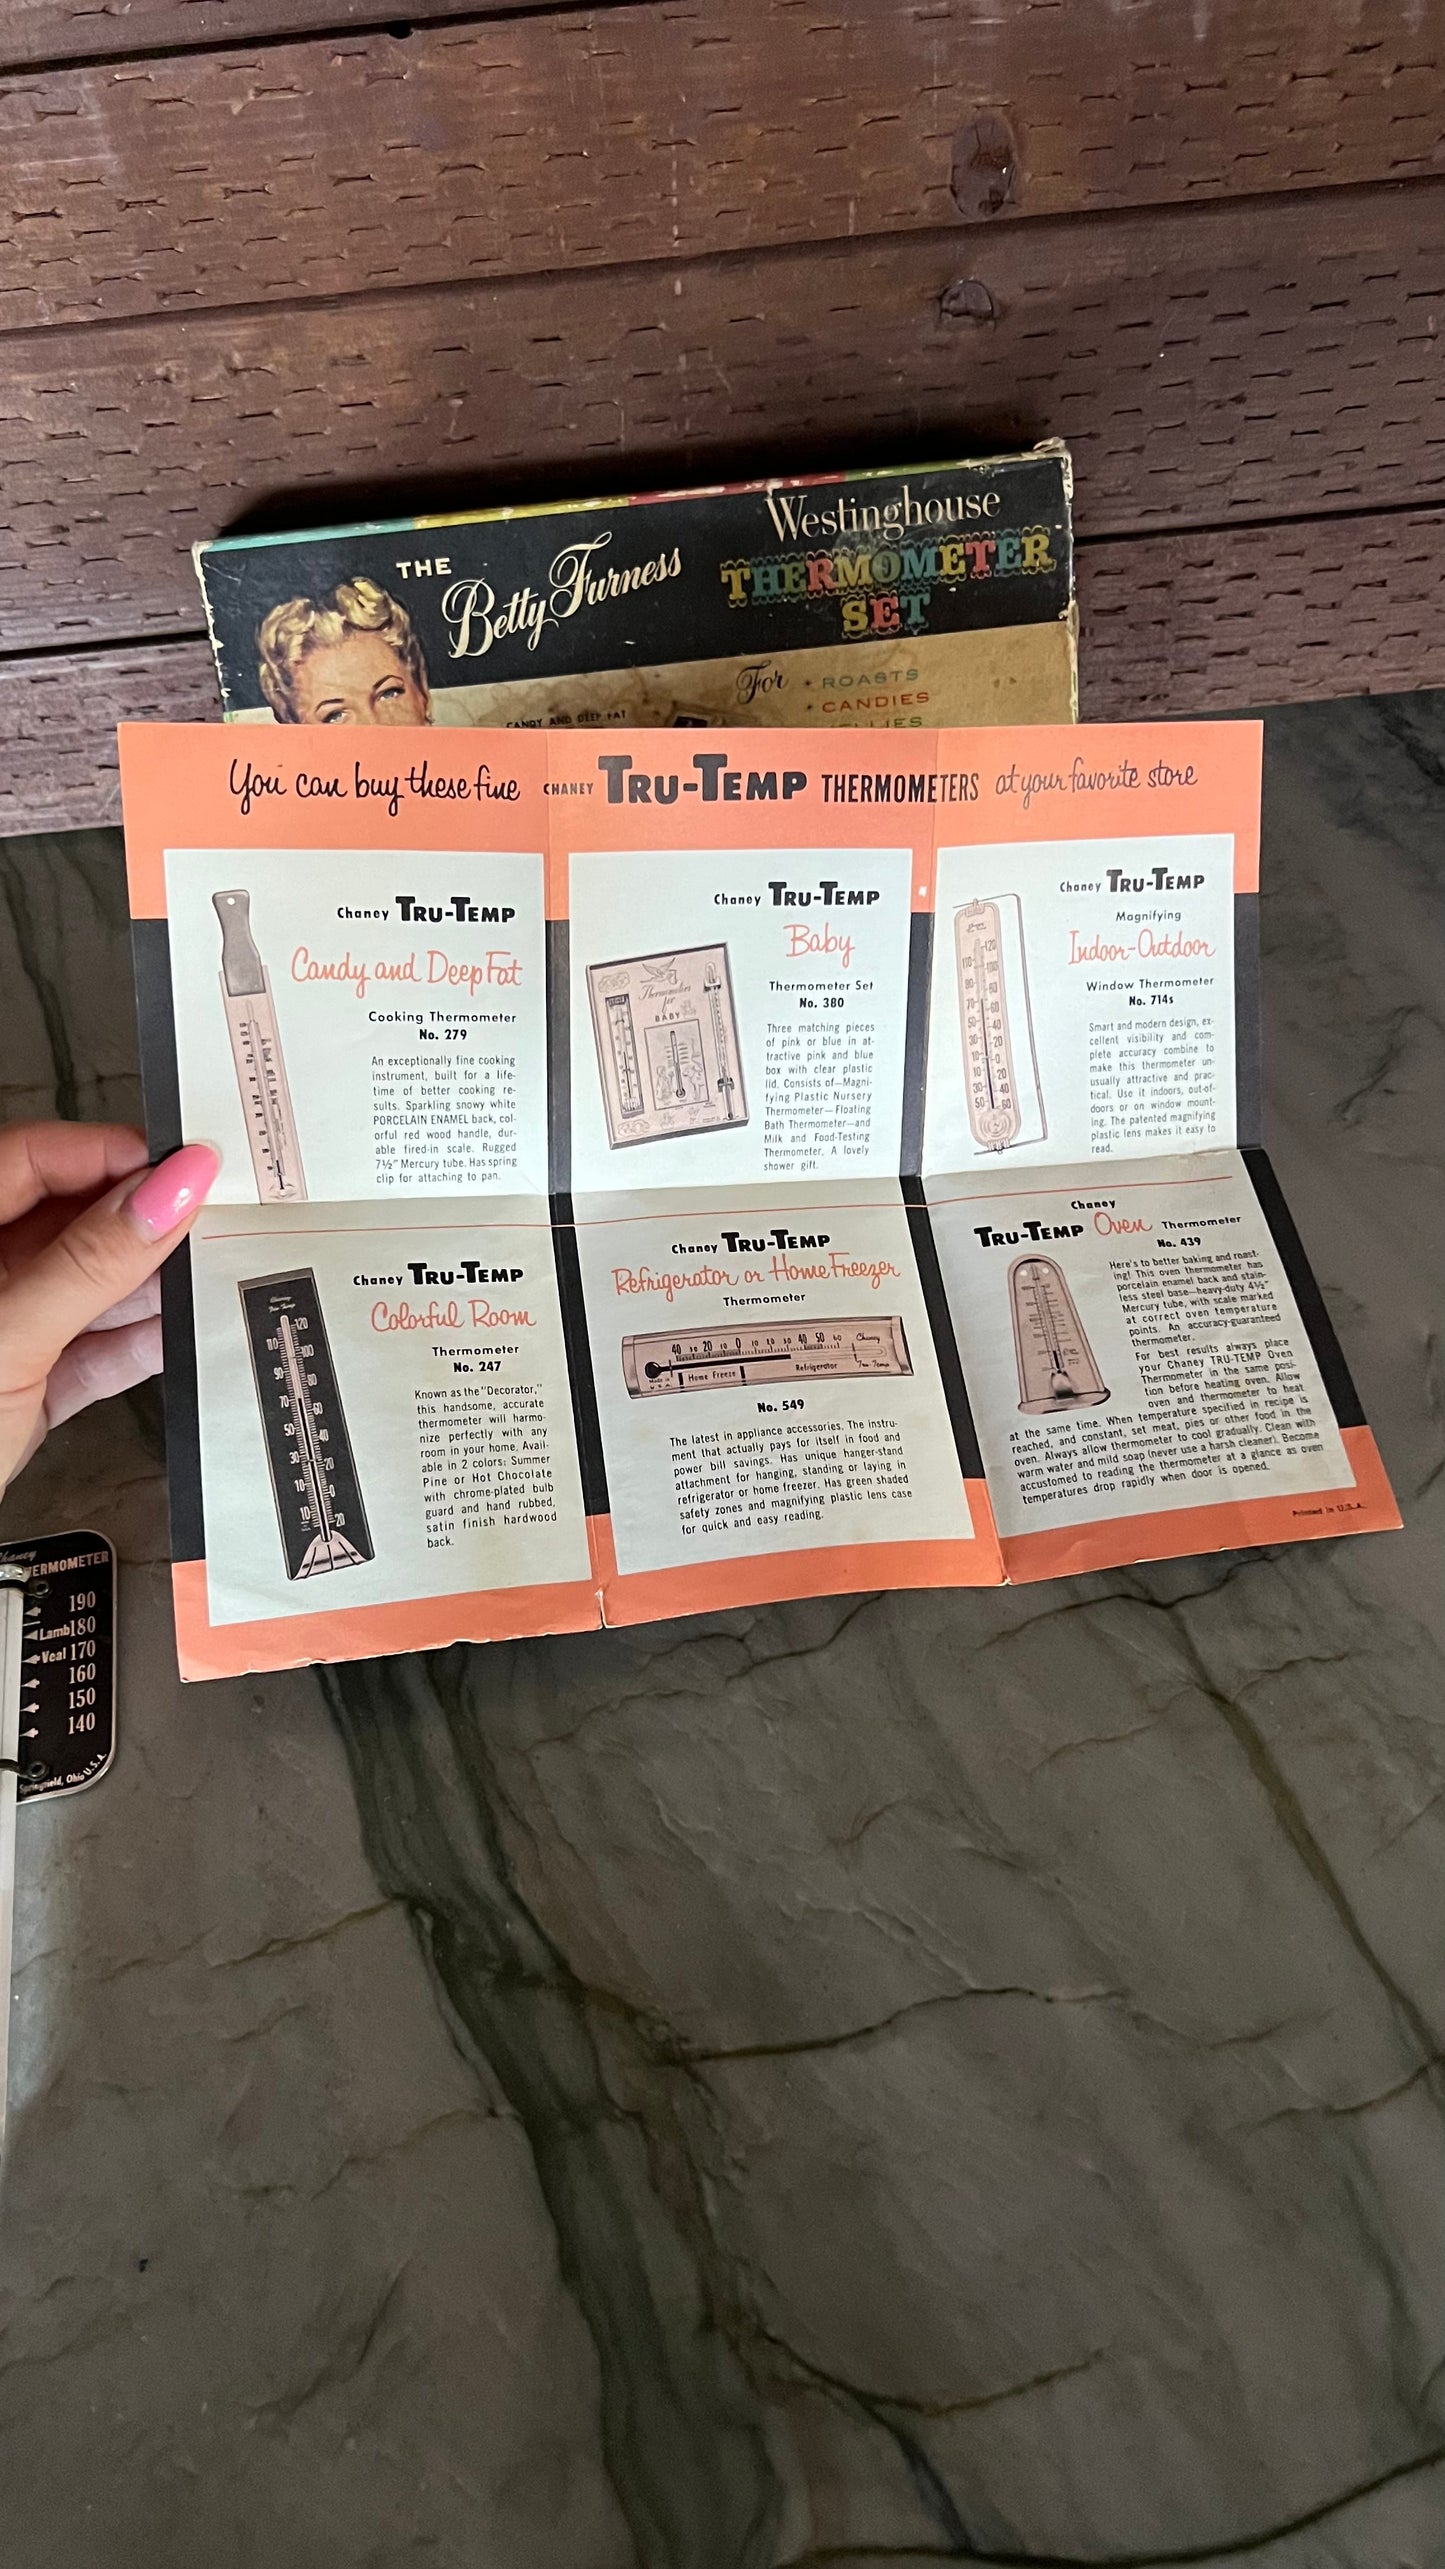 THE Betty Furness
Westinghouse
THERMOMETER
SET
For • ROASTS
• CANDIES
CANDY AND DEEP FAT
You can buy these fine CHANEY TRU-TEMP THERMOMETERS at your favorite store
Chaney TRU-TEMP
Candy and Deep Fat
Cooking Thermometer
No. 279
An exceptionally fine cooking
instrument, built for a life-
time of better cooking re-
sults. Sparkling snowy white
PORCELAIN ENAMEL back, col-
orful red wood handle, dur-
able fired-in scale. Rugged
7½" Mercury tube. Has spring
clip for attaching to pan.
Chaney TRU-TEMP
Baby
Thermometer Set
No. 380
Three matching pieces
of pink or blue in at-
tractive pink and blue
box with clear plastic
lid. Consists of—Magni-
fying Plastic Nursery
Thermometer—Floating
Bath Thermometer—and
Milk and Food-Testing
Thermometer. A lovely
shower gift.
Thermometers
for
BABY
Chaney TRU-TEMP
Magnifying
Indoor-Outdoor
Window Thermometer
No. 714s
Smart and modern design, ex-
cellent visibility and com-
plete accuracy combine to
make this thermometer un-
usually attractive and prac-
tical. Use it indoors, out-of-
doors or on window mount-
ing. The patented magnifying
plastic lens makes it easy to
read.
Chaney TRU-TEMP
Colorful Room
Thermometer
No. 247
Known as the "Decorator,"
this handsome, accurate
thermometer will harmo-
nize perfectly with any
room in your home. Avail-
able in 2 colors: Summer
Pine or Hot Chocolate
with chrome-plated bulb
guard and hand rubbed,
satin finish hardwood
back.
Chaney TRU-TEMP
Refrigerator or Home Freezer
Thermometer
40 30 20 10 0 10 20 30 40 50 60 Chaney
Made in
U S A
Home Freeze
Refrigerator
Tru-Temp
No. 549
The latest in appliance accessories. The instru-
ment that actually pays for itself in food and
power bill savings. Has unique hanger-stand
attachment for hanging, standing or laying in
refrigerator or home freezer. Has green shaded
safety zones and magnifying plastic lens case
for quick and easy reading.
Chaney
TRU-TEMP Oven Thermometer
No. 439
Here's to better baking and roast-
ing! This oven thermometer has
porcelain enamel back and stain-
less steel base—heavy-duty 4½"
Mercury tube, with scale marked
at correct oven temperature
points. An accuracy-guaranteed
thermometer.
For best results always place
your Chaney TRU-TEMP Oven
Thermometer in the same posi-
tion before heating oven. Allow
oven and thermometer to heat
at the same time. When temperature specified in recipe is
reached, and constant, set meat, pies or other food in the
oven. Always allow thermometer to cool gradually. Clean with
warm water and mild soap (never use a harsh cleaner). Become
accustomed to reading the thermometer at a glance as oven
temperatures drop rapidly when door is opened.
Printed in U.S.A.
Chaney
ERMOMETER
190
Lamb 180
Veal 170
160
150
140
Springfield, Ohio U.S.A.